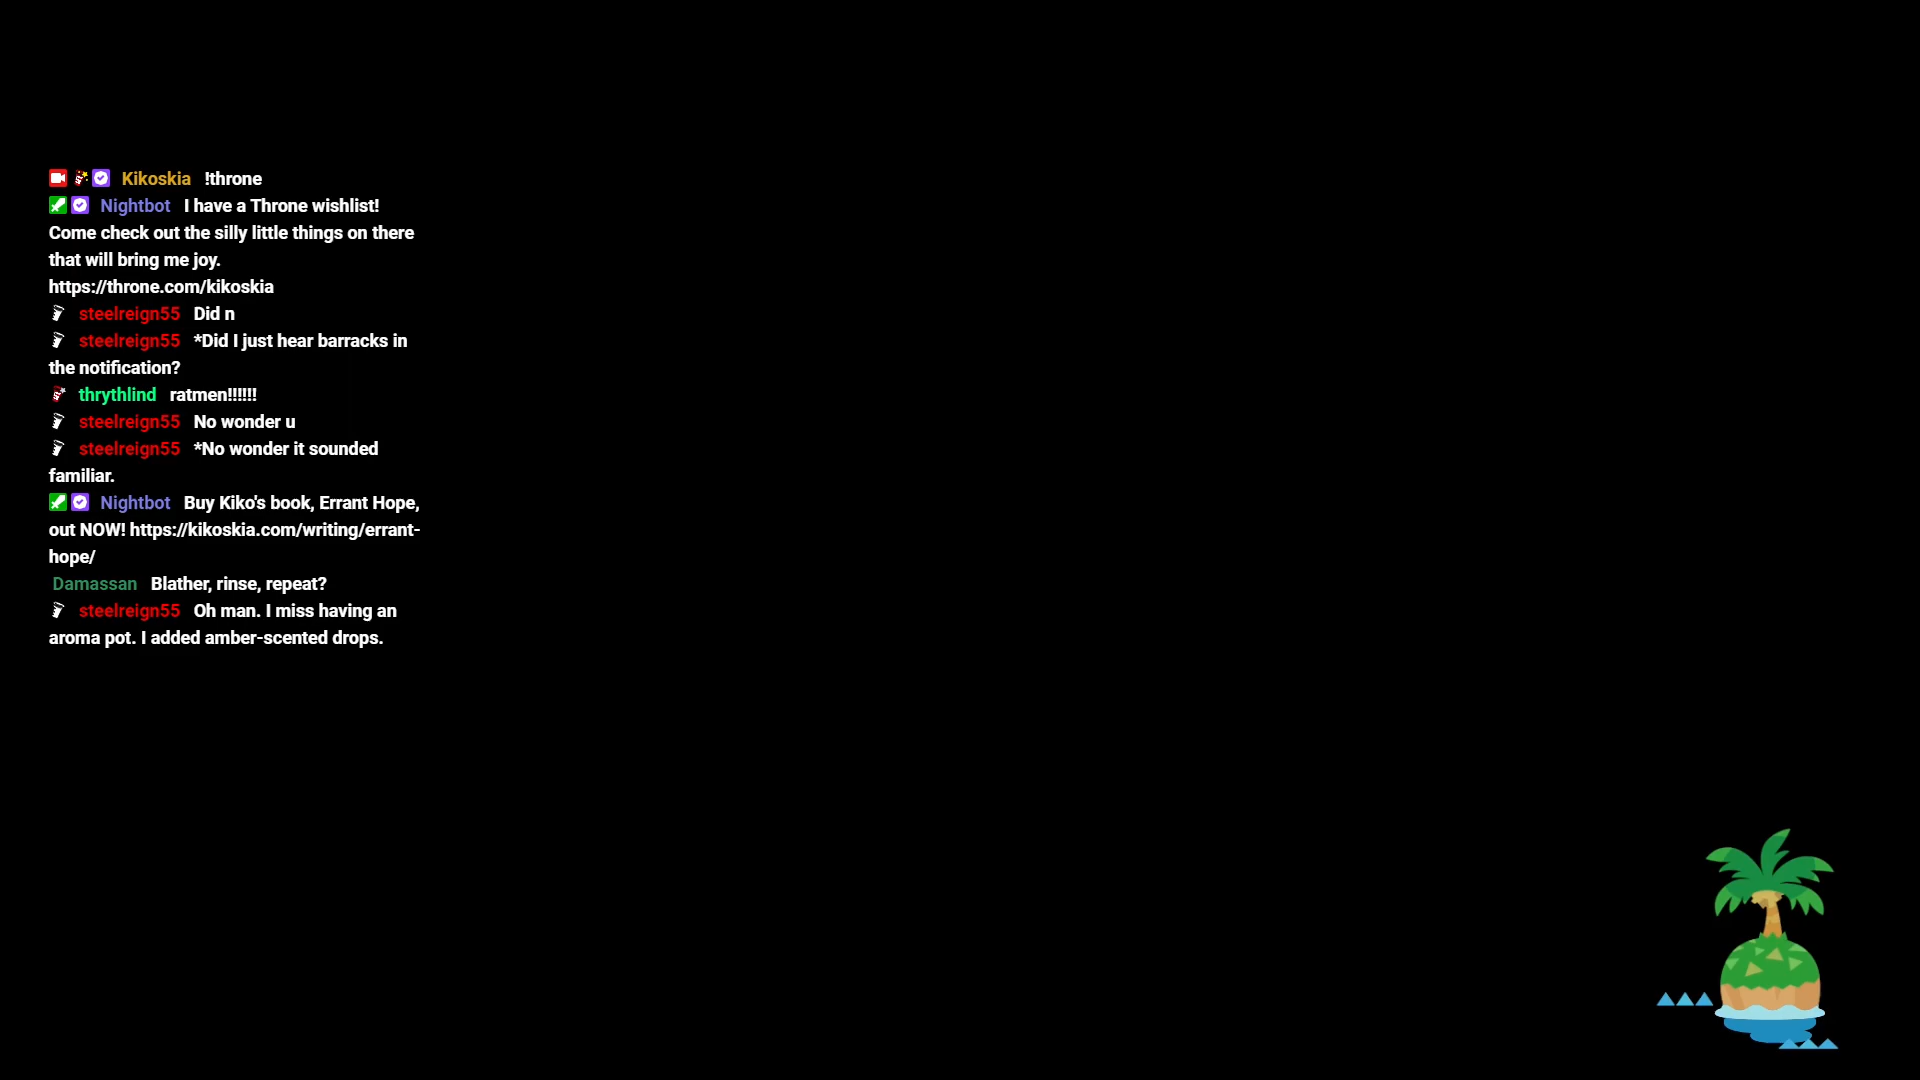 Kikoskia !throne
Nightbot I have a Throne wishlist!
Come check out the silly little things on there
that will bring me joy.
https://throne.com/kikoskia
steelreign55 Did n
steelreign55 *Did I just hear barracks in
the notification?
thrythlind ratmen!!!!!!
steelreign55 No wonder u
steelreign55 *No wonder it sounded
familiar.
Nightbot Buy Kiko's book, Errant Hope,
out NOW! https://kikoskia.com/writing/errant-
hope/
Damassan Blather, rinse, repeat?
steelreign55 Oh man. I miss having an
aroma pot. I added amber-scented drops.